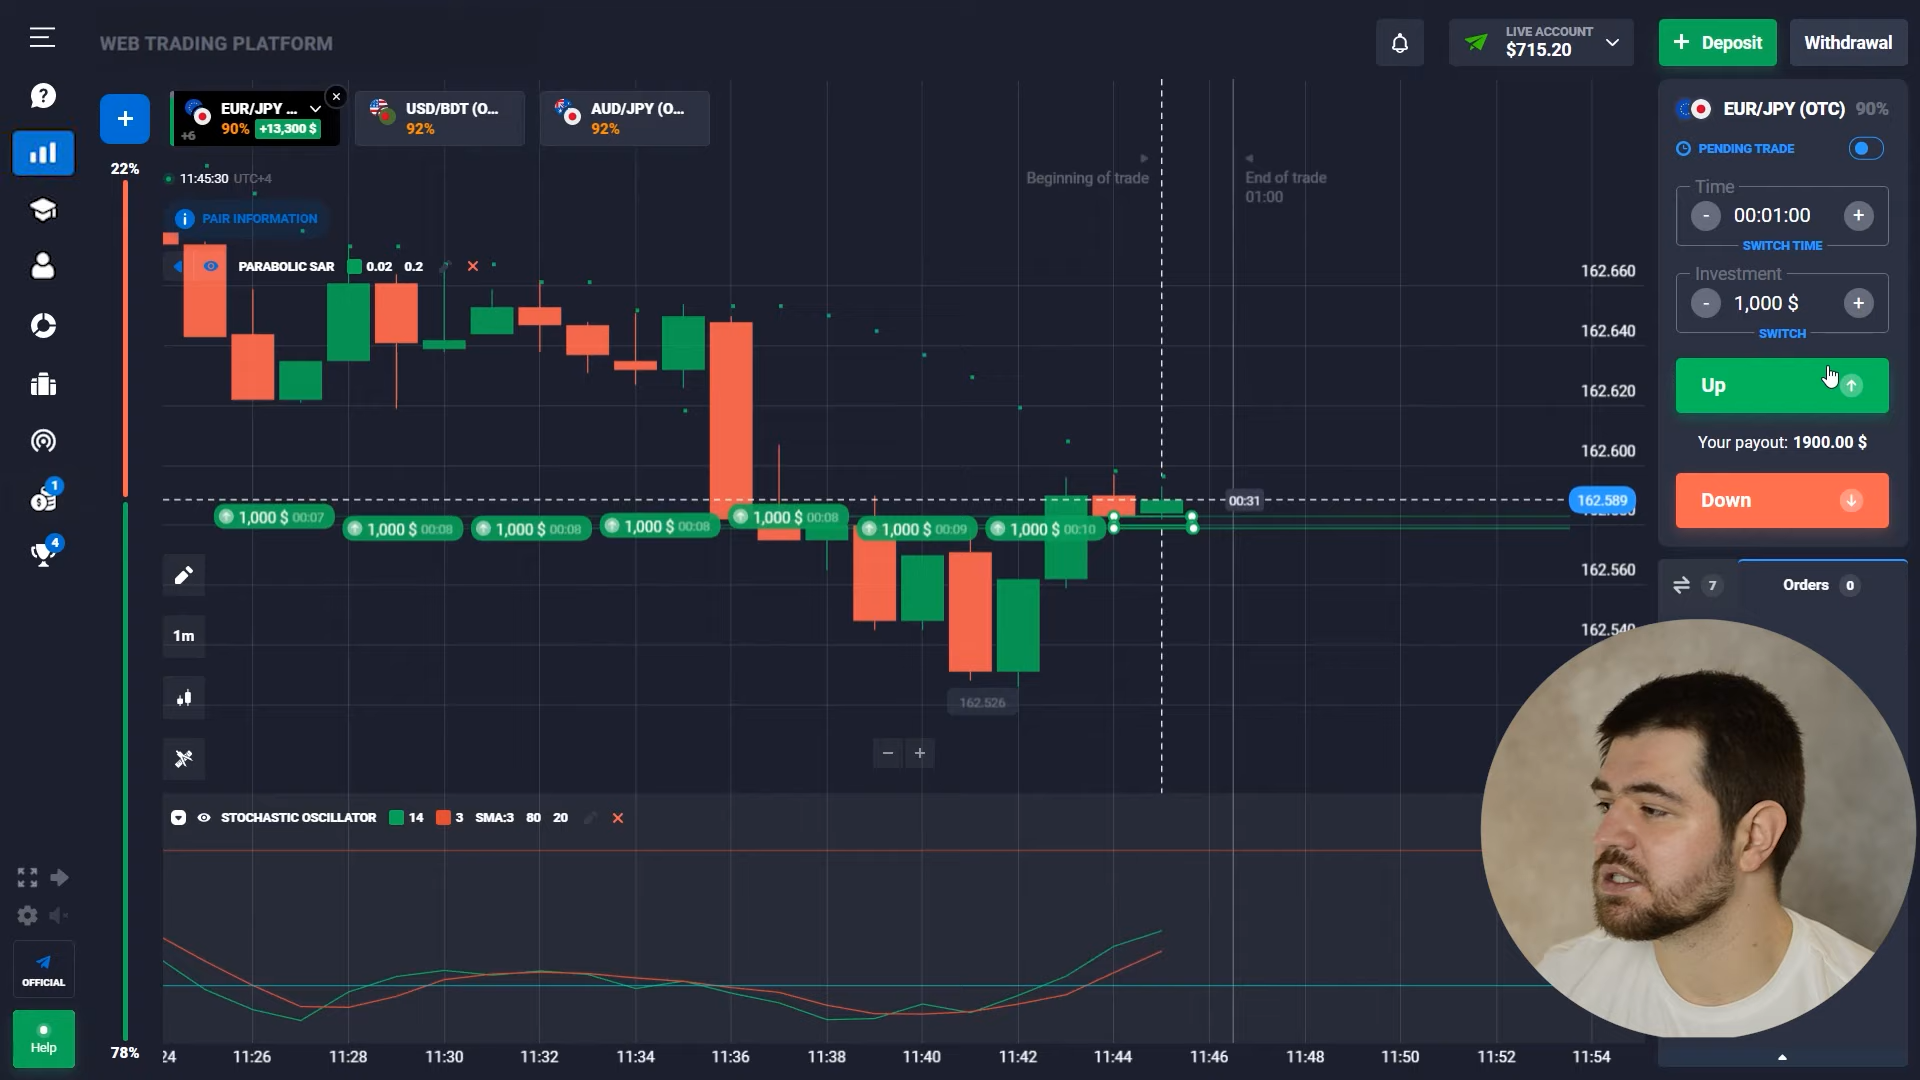 WEB TRADING PLATFORM
LIVE ACCOUNT
$715.20
+ Deposit
Withdrawal
EUR/JPY ...
+6
90% +13,300 $
USD/BDT (O...
92%
AUD/JPY (O...
92%
EUR/JPY (OTC) 90%
PENDING TRADE
Time
- 00:01:00 +
SWITCH TIME
Investment
- 1,000 $ +
SWITCH
Up
Your payout: 1900.00 $
Down
7
Orders 0
22%
11:45:30 UTC+4
PAIR INFORMATION
PARABOLIC SAR 0.02 0.2
Beginning of trade
End of trade
01:00
162.660
162.640
162.620
162.600
162.589
162.560
00:31
1,000 $ 00:07
1,000 $ 00:08
1,000 $ 00:08
1,000 $ 00:08
1,000 $ 00:08
1,000 $ 00:09
1,000 $ 00:10
1m
162.526
STOCHASTIC OSCILLATOR 14 3 SMA:3 80 20
1
4
OFFICIAL
Help
78%
24 11:26 11:28 11:30 11:32 11:34 11:36 11:38 11:40 11:42 11:44 11:46 11:48 11:50 11:52 11:54